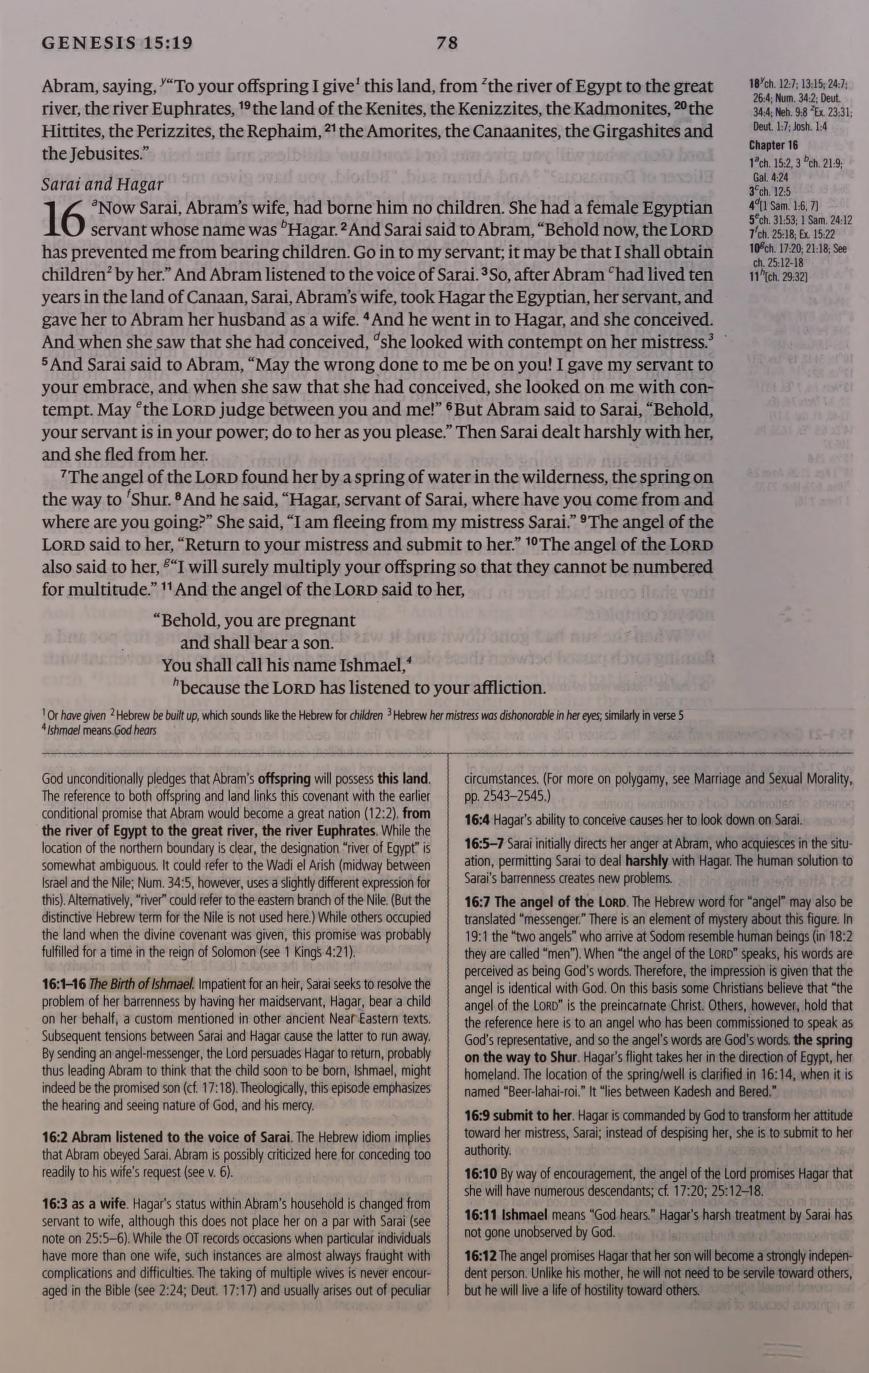 GENESIS 15:19
78
Abram, saying, y“To your offspring I give1 this land, from zthe river of Egypt to the great
river, the river Euphrates, 19 the land of the Kenites, the Kenizzites, the Kadmonites, 20 the
Hittites, the Perizzites, the Rephaim, 21 the Amorites, the Canaanites, the Girgashites and
the Jebusites.”
Sarai and Hagar
16 aNow Sarai, Abram’s wife, had borne him no children. She had a female Egyptian
servant whose name was bHagar. 2 And Sarai said to Abram, “Behold now, the LORD
has prevented me from bearing children. Go in to my servant; it may be that I shall obtain
children2 by her.” And Abram listened to the voice of Sarai. 3 So, after Abram chad lived ten
years in the land of Canaan, Sarai, Abram’s wife, took Hagar the Egyptian, her servant, and
gave her to Abram her husband as a wife. 4 And he went in to Hagar, and she conceived.
And when she saw that she had conceived, dshe looked with contempt on her mistress.3
5 And Sarai said to Abram, “May the wrong done to me be on you! I gave my servant to
your embrace, and when she saw that she had conceived, she looked on me with con-
tempt. May ethe LORD judge between you and me!” 6 But Abram said to Sarai, “Behold,
your servant is in your power; do to her as you please.” Then Sarai dealt harshly with her,
and she fled from her.
7 The angel of the LORD found her by a spring of water in the wilderness, the spring on
the way to fShur. 8 And he said, “Hagar, servant of Sarai, where have you come from and
where are you going?” She said, “I am fleeing from my mistress Sarai.” 9 The angel of the
LORD said to her, “Return to your mistress and submit to her.” 10 The angel of the LORD
also said to her, g“I will surely multiply your offspring so that they cannot be numbered
for multitude.” 11 And the angel of the LORD said to her,
“Behold, you are pregnant
and shall bear a son.
You shall call his name Ishmael,4
hbecause the LORD has listened to your affliction.
18 ych. 12:7; 13:15; 24:7;
26:4; Num. 34:2; Deut.
34:4; Neh. 9:8 zEx. 23:31;
Deut. 1:7; Josh. 1:4
Chapter 16
1 ach. 15:2, 3 bch. 21:9;
Gal. 4:24
3 cch. 12:5
4 d[1 Sam. 1:6, 7]
5 ech. 31:53; 1 Sam. 24:12
7 fch. 25:18; Ex. 15:22
10 gch. 17:20; 21:18; See
ch. 25:12-18
11 h[ch. 29:32]
1 Or have given 2 Hebrew be built up, which sounds like the Hebrew for children 3 Hebrew her mistress was dishonorable in her eyes; similarly in verse 5
4 Ishmael means God hears
God unconditionally pledges that Abram’s offspring will possess this land.
The reference to both offspring and land links this covenant with the earlier
conditional promise that Abram would become a great nation (12:2). from
the river of Egypt to the great river, the river Euphrates. While the
location of the northern boundary is clear, the designation “river of Egypt” is
somewhat ambiguous. It could refer to the Wadi el Arish (midway between
Israel and the Nile; Num. 34:5, however, uses a slightly different expression for
this). Alternatively, “river” could refer to the eastern branch of the Nile. (But the
distinctive Hebrew term for the Nile is not used here.) While others occupied
the land when the divine covenant was given, this promise was probably
fulfilled for a time in the reign of Solomon (see 1 Kings 4:21).
16:1–16 The Birth of Ishmael. Impatient for an heir, Sarai seeks to resolve the
problem of her barrenness by having her maidservant, Hagar, bear a child
on her behalf, a custom mentioned in other ancient Near Eastern texts.
Subsequent tensions between Sarai and Hagar cause the latter to run away.
By sending an angel-messenger, the Lord persuades Hagar to return, probably
thus leading Abram to think that the child soon to be born, Ishmael, might
indeed be the promised son (cf. 17:18). Theologically, this episode emphasizes
the hearing and seeing nature of God, and his mercy.
16:2 Abram listened to the voice of Sarai. The Hebrew idiom implies
that Abram obeyed Sarai. Abram is possibly criticized here for conceding too
readily to his wife’s request (see v. 6).
16:3 as a wife. Hagar’s status within Abram’s household is changed from
servant to wife, although this does not place her on a par with Sarai (see
note on 25:5–6). While the OT records occasions when particular individuals
have more than one wife, such instances are almost always fraught with
complications and difficulties. The taking of multiple wives is never encour-
aged in the Bible (see 2:24; Deut. 17:17) and usually arises out of peculiar
circumstances. (For more on polygamy, see Marriage and Sexual Morality,
pp. 2543–2545.)
16:4 Hagar’s ability to conceive causes her to look down on Sarai.
16:5–7 Sarai initially directs her anger at Abram, who acquiesces in the situ-
ation, permitting Sarai to deal harshly with Hagar. The human solution to
Sarai’s barrenness creates new problems.
16:7 The angel of the LORD. The Hebrew word for “angel” may also be
translated “messenger.” There is an element of mystery about this figure. In
19:1 the “two angels” who arrive at Sodom resemble human beings (in 18:2
they are called “men”). When “the angel of the LORD” speaks, his words are
perceived as being God’s words. Therefore, the impression is given that the
angel is identical with God. On this basis some Christians believe that “the
angel of the LORD” is the preincarnate Christ. Others, however, hold that
the reference here is to an angel who has been commissioned to speak as
God’s representative, and so the angel’s words are God’s words. the spring
on the way to Shur. Hagar’s flight takes her in the direction of Egypt, her
homeland. The location of the spring/well is clarified in 16:14, when it is
named “Beer-lahai-roi.” It “lies between Kadesh and Bered.”
16:9 submit to her. Hagar is commanded by God to transform her attitude
toward her mistress, Sarai; instead of despising her, she is to submit to her
authority.
16:10 By way of encouragement, the angel of the Lord promises Hagar that
she will have numerous descendants; cf. 17:20; 25:12–18.
16:11 Ishmael means “God hears.” Hagar’s harsh treatment by Sarai has
not gone unobserved by God.
16:12 The angel promises Hagar that her son will become a strongly indepen-
dent person. Unlike his mother, he will not need to be servile toward others,
but he will live a life of hostility toward others.